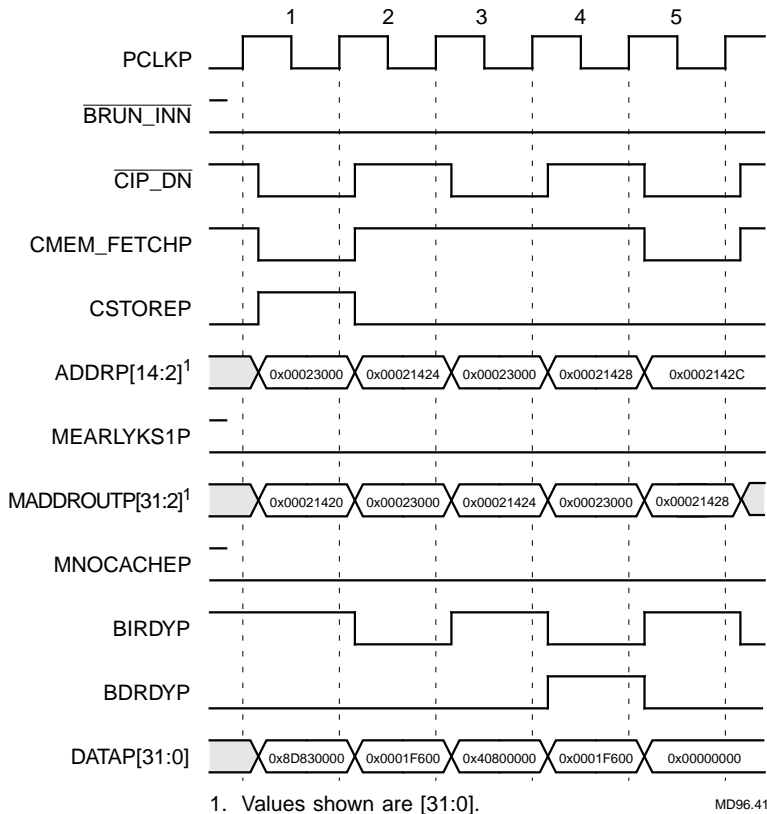 1 2 3 4 5
PCLKP
BRUN_INN
CIP_DN
CMEM_FETCHP
CSTOREP
ADDRP[14:2]1 0x00023000 0x00021424 0x00023000 0x00021428 0x0002142C
MEARLYKS1P
MADDROUTP[31:2]1 0x00021420 0x00023000 0x00021424 0x00023000 0x00021428
MNOCACHEP
BIRDYP
BDRDYP
DATAP[31:0] 0x8D830000 0x0001F600 0x40800000 0x0001F600 0x00000000
1. Values shown are [31:0]. MD96.41